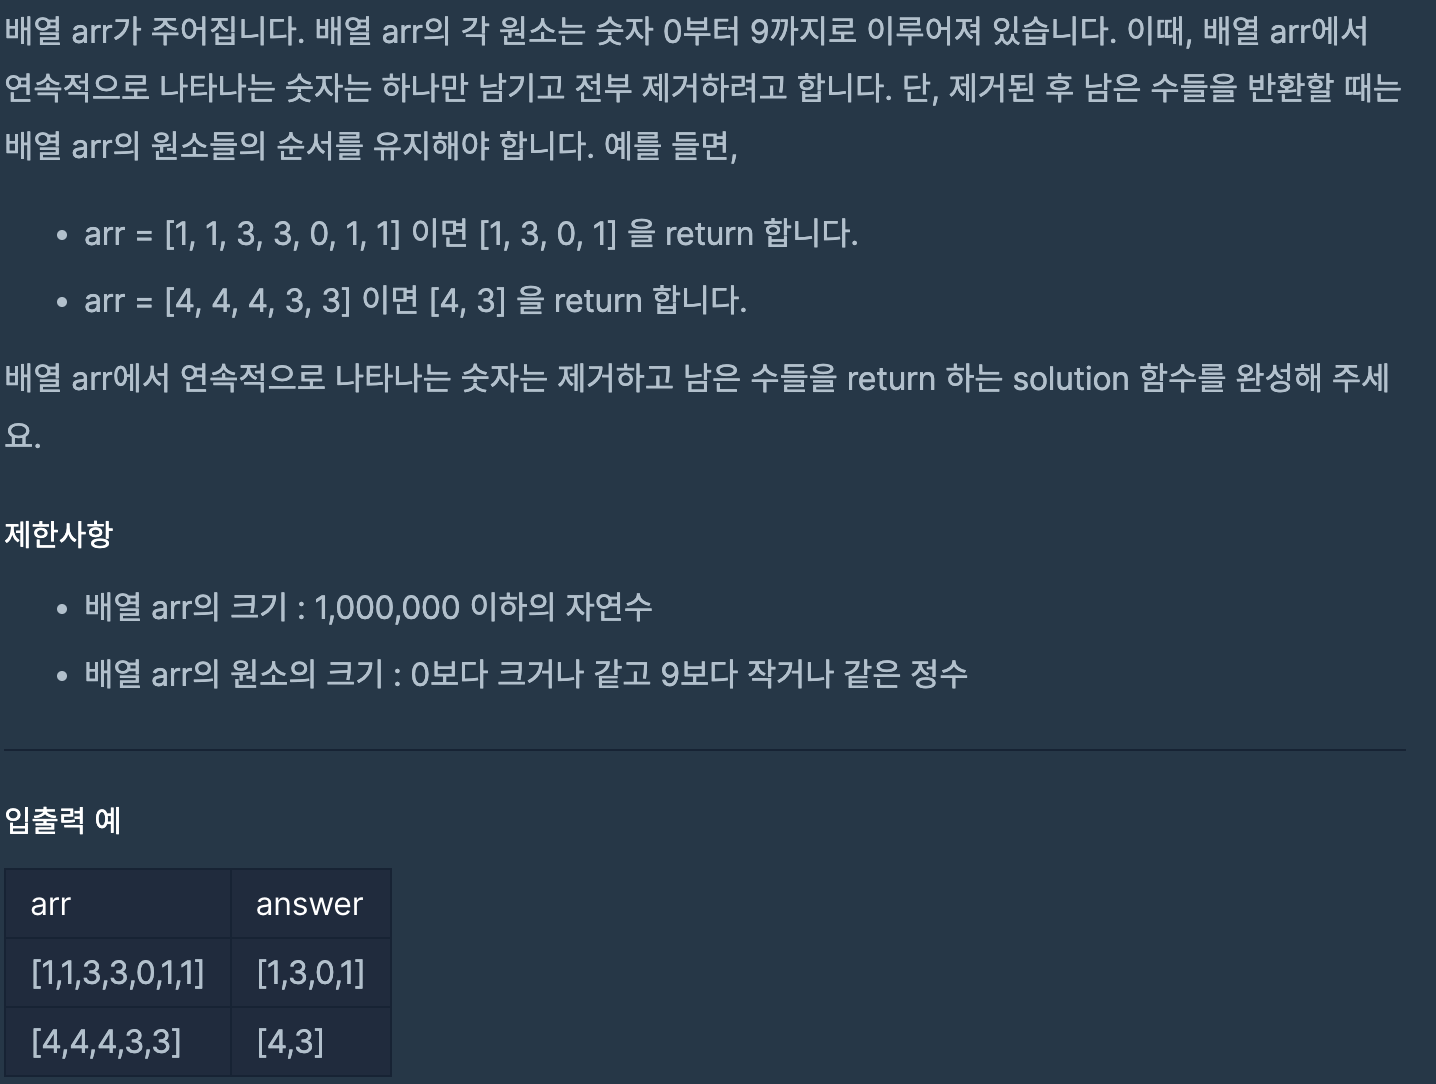 배열 arr가 주어집니다. 배열 arr의 각 원소는 숫자 0부터 9까지로 이루어져 있습니다. 이때, 배열 arr에서
연속적으로 나타나는 숫자는 하나만 남기고 전부 제거하려고 합니다. 단, 제거된 후 남은 수들을 반환할 때는
배열 arr의 원소들의 순서를 유지해야 합니다. 예를 들면,
• arr = [1, 1, 3, 3, 0, 1, 1] 이면 [1, 3, 0, 1] 을 return 합니다.
• arr = [4, 4, 4, 3, 3] 이면 [4, 3] 을 return 합니다.
배열 arr에서 연속적으로 나타나는 숫자는 제거하고 남은 수들을 return 하는 solution 함수를 완성해 주세
요.
제한사항
• 배열 arr의 크기 : 1,000,000 이하의 자연수
• 배열 arr의 원소의 크기 : 0보다 크거나 같고 9보다 작거나 같은 정수
입출력 예
arr answer
[1,1,3,3,0,1,1] [1,3,0,1]
[4,4,4,3,3] [4,3]